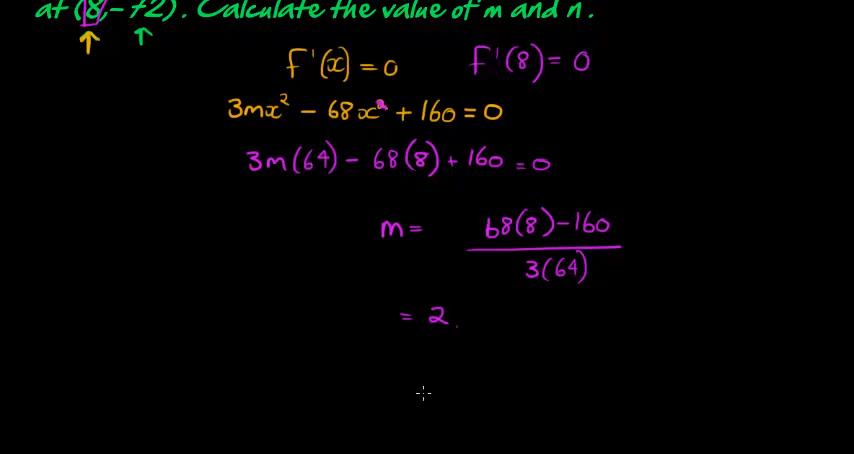 at (8,-72). Calculate the value of m and n.
f'(x) = 0 f'(8) = 0
3mx² - 68x + 160 = 0
3m(64) - 68(8) + 160 = 0
m = 68(8) - 160
3(64)
= 2.